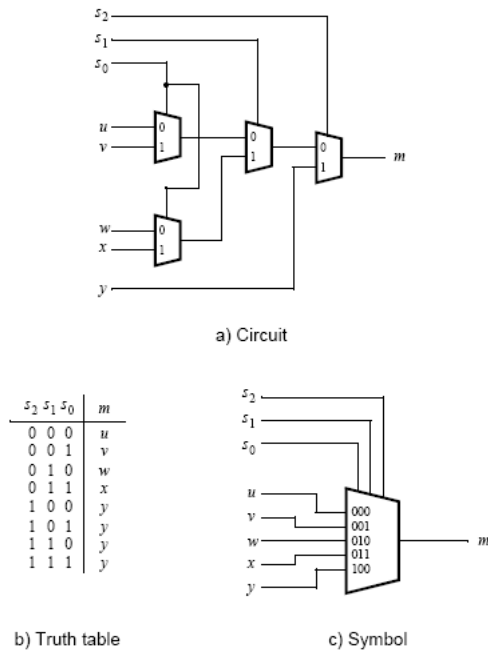 s2
s1
s0
u 0
v 1
0
1
0
1
m
w 0
x 1
y
a) Circuit
s2 s1 s0 m
0 0 0 u
0 0 1 v
0 1 0 w
0 1 1 x
1 0 0 y
1 0 1 y
1 1 0 y
1 1 1 y
b) Truth table
s2
s1
s0
u 000
v 001
w 010
x 011
y 100
m
c) Symbol